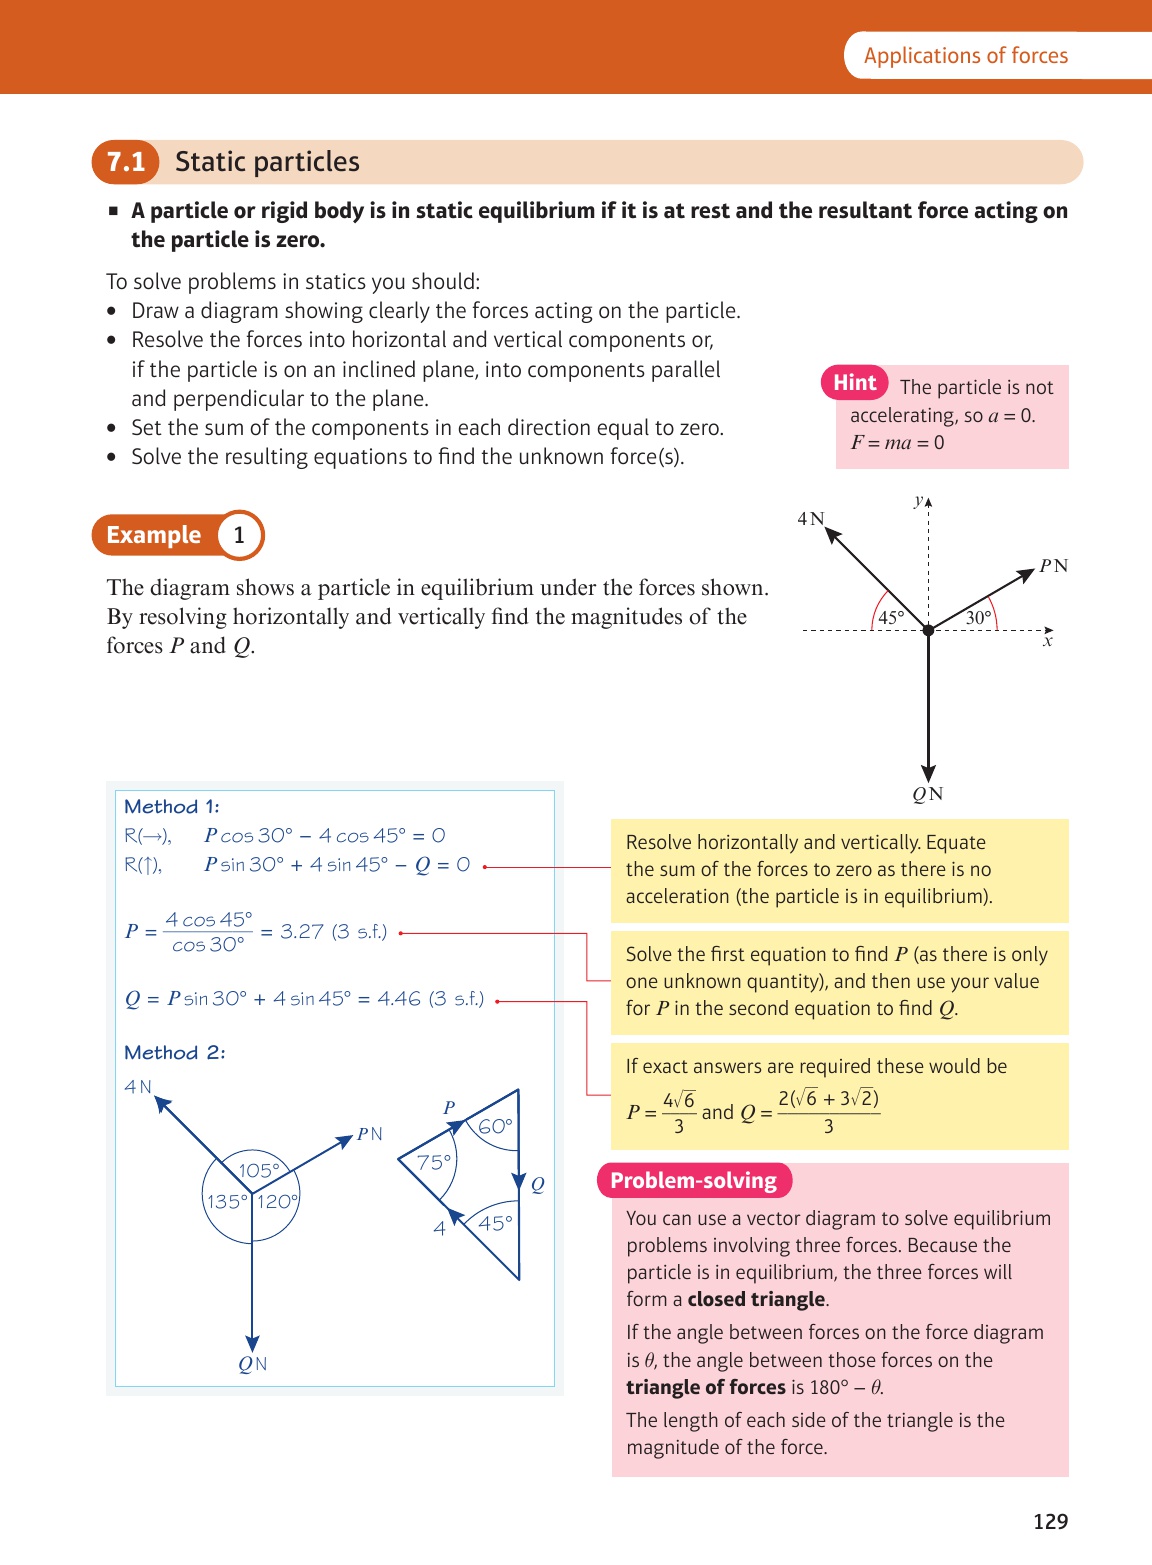 Applications of forces
7.1 Static particles
▪ A particle or rigid body is in static equilibrium if it is at rest and the resultant force acting on
the particle is zero.
To solve problems in statics you should:
• Draw a diagram showing clearly the forces acting on the particle.
• Resolve the forces into horizontal and vertical components or,
if the particle is on an inclined plane, into components parallel
and perpendicular to the plane.
• Set the sum of the components in each direction equal to zero.
• Solve the resulting equations to find the unknown force(s).
Hint The particle is not
accelerating, so a = 0.
F = ma = 0
Example 1
The diagram shows a particle in equilibrium under the forces shown.
By resolving horizontally and vertically find the magnitudes of the
forces P and Q.
y
4 N
P N
45°
30°
x
Q N
Method 1:
R(→), P cos 30° − 4 cos 45° = 0
R(↑), P sin 30° + 4 sin 45° − Q = 0
P = 4 cos 45° / cos 30° = 3.27 (3 s.f.)
Q = P sin 30° + 4 sin 45° = 4.46 (3 s.f.)
Method 2:
4 N
P N
105°
135° 120°
Q N
P
60°
75°
Q
4
45°
Resolve horizontally and vertically. Equate
the sum of the forces to zero as there is no
acceleration (the particle is in equilibrium).
Solve the first equation to find P (as there is only
one unknown quantity), and then use your value
for P in the second equation to find Q.
If exact answers are required these would be
P = 4√6 / 3 and Q = 2(√6 + 3√2) / 3
Problem-solving
You can use a vector diagram to solve equilibrium
problems involving three forces. Because the
particle is in equilibrium, the three forces will
form a closed triangle.
If the angle between forces on the force diagram
is θ, the angle between those forces on the
triangle of forces is 180° − θ.
The length of each side of the triangle is the
magnitude of the force.
129